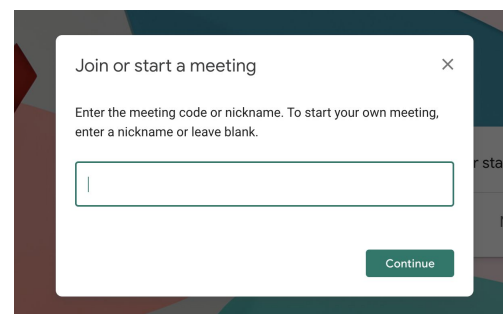 Join or start a meeting
Enter the meeting code or nickname. To start your own meeting,
enter a nickname or leave blank.
r sta
Continue